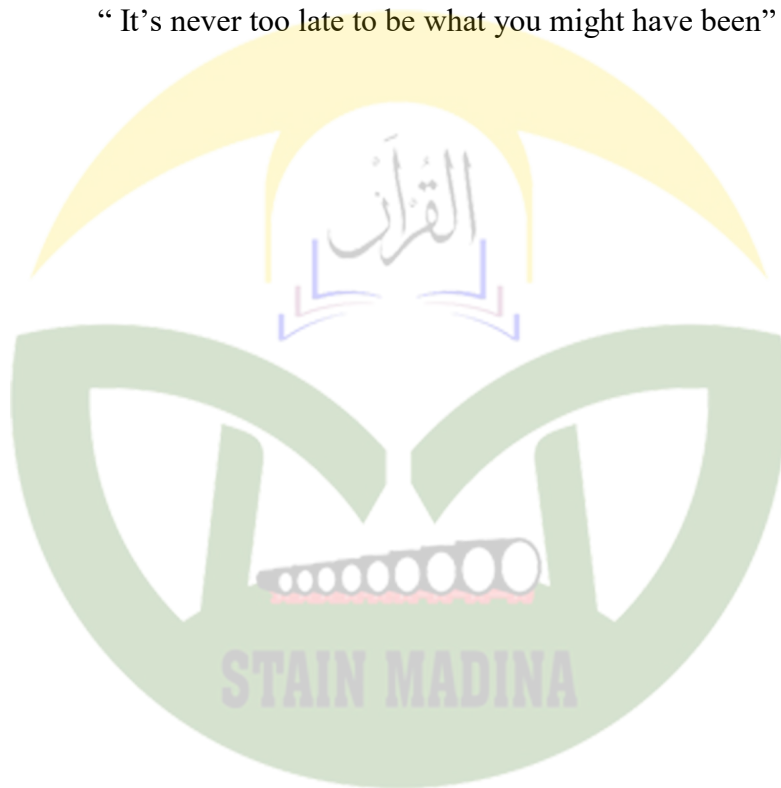 “ It’s never too late to be what you might have been”
القرآن
STAIN MADINA